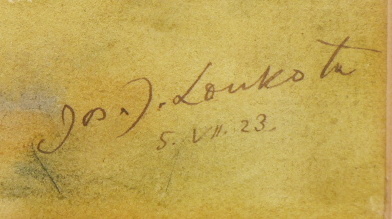 Jos. J. Loukota
5. VII. 23.